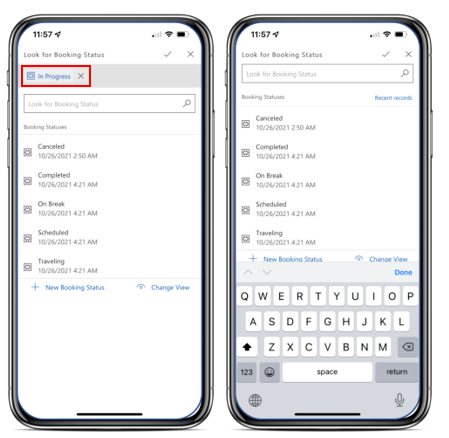 11:57
Look for Booking Status
In Progress
Look for Booking Status
Booking Statuses
Canceled
10/26/2021 2:50 AM
Completed
10/26/2021 4:21 AM
On Break
10/26/2021 4:21 AM
Scheduled
10/26/2021 4:21 AM
Traveling
10/26/2021 4:21 AM
New Booking Status Change View
11:57
Look for Booking Status
Look for Booking Status
Booking Statuses Recent records
Canceled
10/26/2021 2:50 AM
Completed
10/26/2021 4:21 AM
On Break
10/26/2021 4:21 AM
Scheduled
10/26/2021 4:21 AM
Traveling
10/26/2021 4:21 AM
New Booking Status Change View
Done
Q W E R T Y U I O P
A S D F G H J K L
Z X C V B N M
123 space return